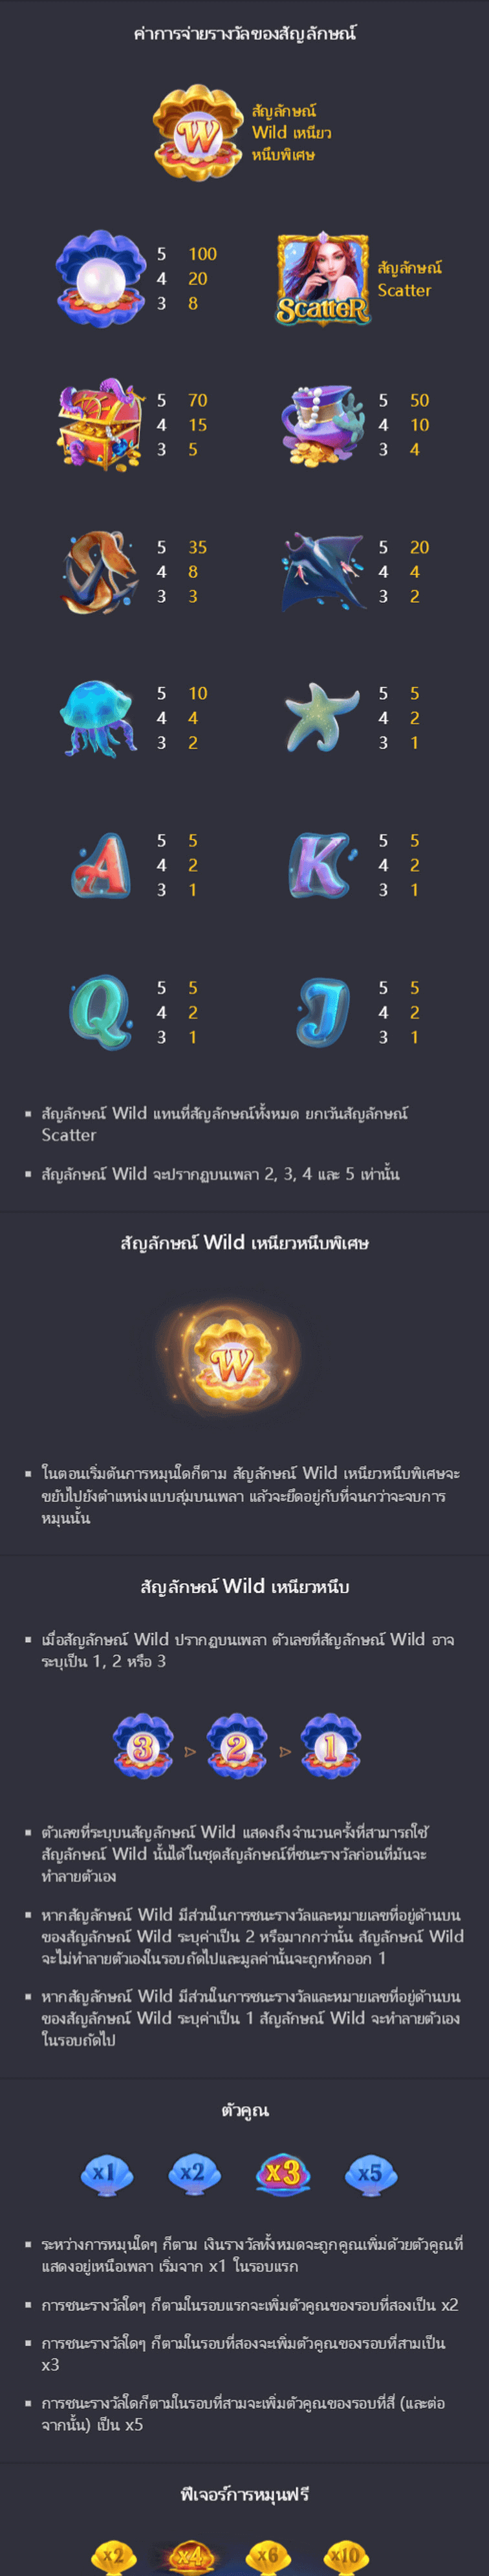 ค่าการจ่ายรางวัลของสัญลักษณ์
W
สัญลักษณ์
Wild เหนียว
หนึบพิเศษ
5 100
4 20
3 8
Scatter
สัญลักษณ์
Scatter
5 70
4 15
3 5
5 50
4 10
3 4
5 35
4 8
3 3
5 20
4 4
3 2
5 10
4 4
3 2
5 5
4 2
3 1
A
5 5
4 2
3 1
K
5 5
4 2
3 1
Q
5 5
4 2
3 1
J
5 5
4 2
3 1
▪ สัญลักษณ์ Wild แทนที่สัญลักษณ์ทั้งหมด ยกเว้นสัญลักษณ์
Scatter
▪ สัญลักษณ์ Wild จะปรากฏบนเพลา 2, 3, 4 และ 5 เท่านั้น
สัญลักษณ์ Wild เหนียวหนึบพิเศษ
W
▪ ในตอนเริ่มต้นการหมุนใดก็ตาม สัญลักษณ์ Wild เหนียวหนึบพิเศษจะ
ขยับไปยังตำแหน่งแบบสุ่มบนเพลา แล้วจะยึดอยู่กับที่จนกว่าจะจบการ
หมุนนั้น
สัญลักษณ์ Wild เหนียวหนึบ
▪ เมื่อสัญลักษณ์ Wild ปรากฏบนเพลา ตัวเลขที่สัญลักษณ์ Wild อาจ
ระบุเป็น 1, 2 หรือ 3
3 2 1
▪ ตัวเลขที่ระบุบนสัญลักษณ์ Wild แสดงถึงจำนวนครั้งที่สามารถใช้
สัญลักษณ์ Wild นั้นได้ในชุดสัญลักษณ์ที่ชนะรางวัลก่อนที่มันจะ
ทำลายตัวเอง
▪ หากสัญลักษณ์ Wild มีส่วนในการชนะรางวัลและหมายเลขที่อยู่ด้านบน
ของสัญลักษณ์ Wild ระบุค่าเป็น 2 หรือมากกว่านั้น สัญลักษณ์ Wild
จะไม่ทำลายตัวเองในรอบถัดไปและมูลค่านั้นจะถูกหักออก 1
▪ หากสัญลักษณ์ Wild มีส่วนในการชนะรางวัลและหมายเลขที่อยู่ด้านบน
ของสัญลักษณ์ Wild ระบุค่าเป็น 1 สัญลักษณ์ Wild จะทำลายตัวเอง
ในรอบถัดไป
ตัวคูณ
x1 x2 x3 x5
▪ ระหว่างการหมุนใดๆ ก็ตาม เงินรางวัลทั้งหมดจะถูกคูณเพิ่มด้วยตัวคูณที่
แสดงอยู่เหนือเพลา เริ่มจาก x1 ในรอบแรก
▪ การชนะรางวัลใดๆ ก็ตามในรอบแรกจะเพิ่มตัวคูณของรอบที่สองเป็น x2
▪ การชนะรางวัลใดๆ ก็ตามในรอบที่สองจะเพิ่มตัวคูณของรอบที่สามเป็น
x3
▪ การชนะรางวัลใดก็ตามในรอบที่สามจะเพิ่มตัวคูณของรอบที่สี่ (และต่อ
จากนั้น) เป็น x5
ฟีเจอร์การหมุนฟรี
x2 x4 x6 x10